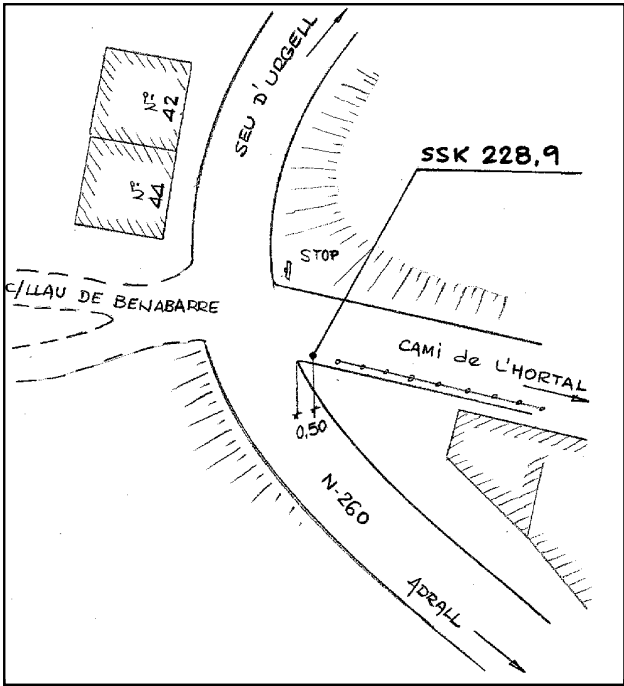 SEU D'URGELL
Nº 42
Nº 44
SSK 228,9
STOP
C/LLAU DE BENABARRE
CAMÍ de L'HORTAL
0,50
N-260
ADRALL